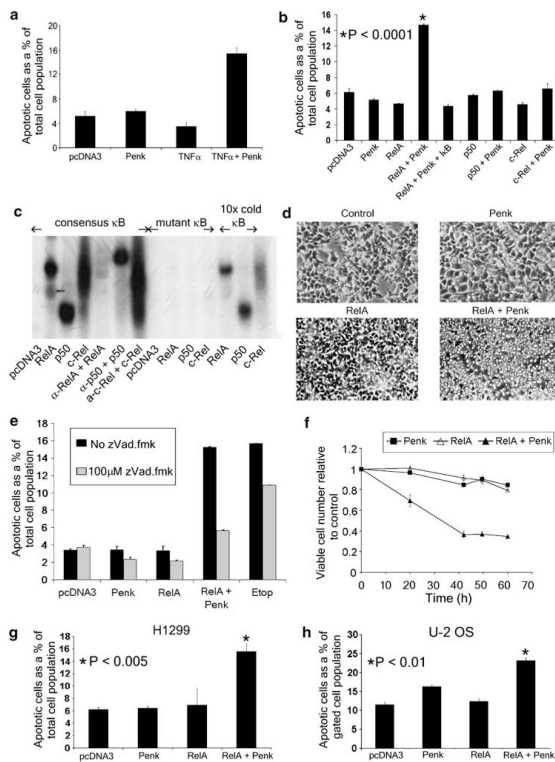 a
Apoptotic cells as a % of
total cell population
20
16
12
8
4
0
pcDNA3
Penk
TNFα
TNFα + Penk
b
*P < 0.0001
*
Apoptotic cells as a % of
total cell population
16
14
12
10
8
6
4
2
0
pcDNA3
Penk
RelA
RelA + Penk
RelA + Penk + IκB
p50
p50 + Penk
c-Rel
c-Rel + Penk
c
consensus κB
mutant κB
10x cold
κB
pcDNA3
RelA
p50
c-Rel
α-RelA + RelA
α-p50 + p50
a-c-Rel + c-Rel
pcDNA3
RelA
p50
c-Rel
RelA
p50
c-Rel
d
Control
Penk
RelA
RelA + Penk
e
Apoptotic cells as a % of
total cell population
18
16
14
12
10
8
6
4
2
0
No zVad.fmk
100µM zVad.fmk
pcDNA3
Penk
RelA
RelA +
Penk
Etop
f
Penk
RelA
RelA + Penk
Viable cell number relative
to control
1.2
1
0.8
0.6
0.4
0.2
0
0
10
20
30
40
50
60
70
Time (h)
g
H1299
*P < 0.005
*
Apoptotic cells as a % of
total cell population
18
16
14
12
10
8
6
4
2
0
pcDNA3
Penk
RelA
RelA + Penk
h
U-2 OS
*P < 0.01
*
Apoptotic cells as a % of
gated cell population
30
25
20
15
10
5
0
pcDNA3
Penk
RelA
RelA + Penk